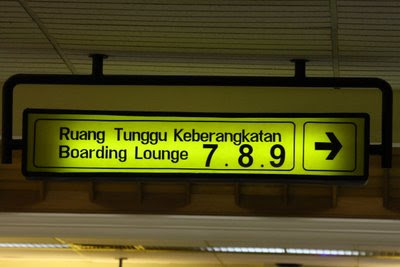 Ruang Tunggu Keberangkatan
Boarding Lounge 7.8.9